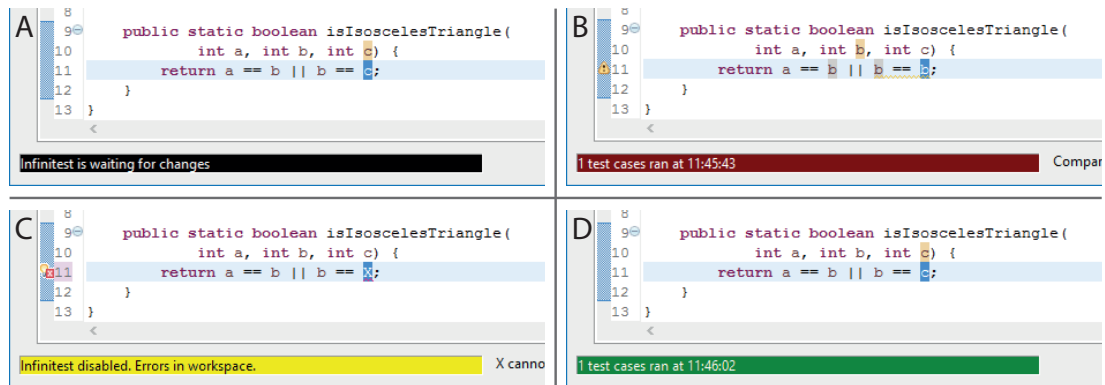 A
8
9 public static boolean isIsoscelesTriangle(
10 int a, int b, int c) {
11 return a == b || b == c;
12 }
13 }
<
Infinitest is waiting for changes
B
8
9 public static boolean isIsoscelesTriangle(
10 int a, int b, int c) {
11 return a == b || b == b;
12 }
13 }
<
1 test cases ran at 11:45:43 Compar
C
8
9 public static boolean isIsoscelesTriangle(
10 int a, int b, int c) {
11 return a == b || b == X;
12 }
13 }
<
Infinitest disabled. Errors in workspace. X canno
D
8
9 public static boolean isIsoscelesTriangle(
10 int a, int b, int c) {
11 return a == b || b == c;
12 }
13 }
<
1 test cases ran at 11:46:02